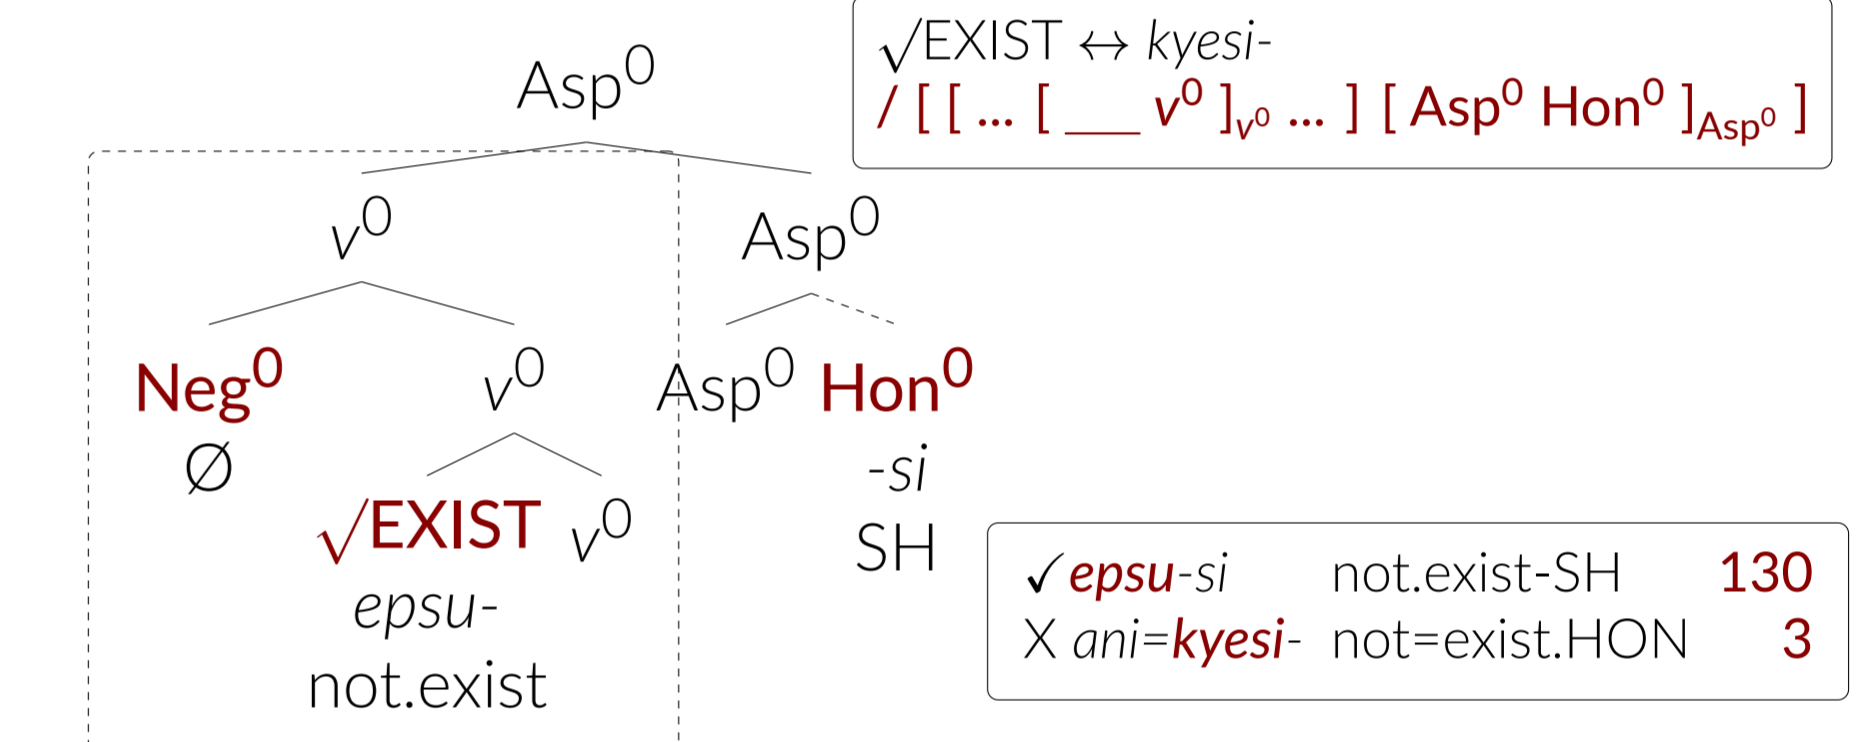 Asp⁰
√EXIST ↔ kyesi-
/ [ [ ... [ ___ v⁰ ]v⁰ ... ] [ Asp⁰ Hon⁰ ]Asp⁰ ]
v⁰ Asp⁰
Neg⁰ v⁰ Asp⁰ Hon⁰
Ø -si
√EXIST v⁰ SH
epsu-
not.exist
✓epsu-si not.exist-SH 130
X ani=kyesi- not=exist.HON 3